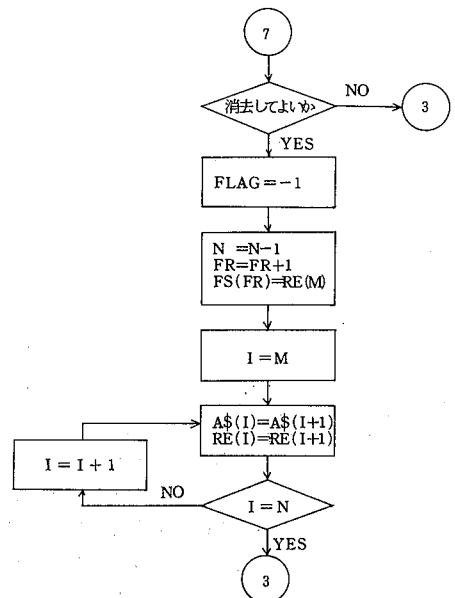 7
消去してよいか
NO
3
YES
FLAG=-1
N =N-1
FR=FR+1
FS(FR)=RE(M)
I=M
A$(I)=A$(I+1)
RE(I)=RE(I+1)
I=I+1
NO
I=N
YES
3